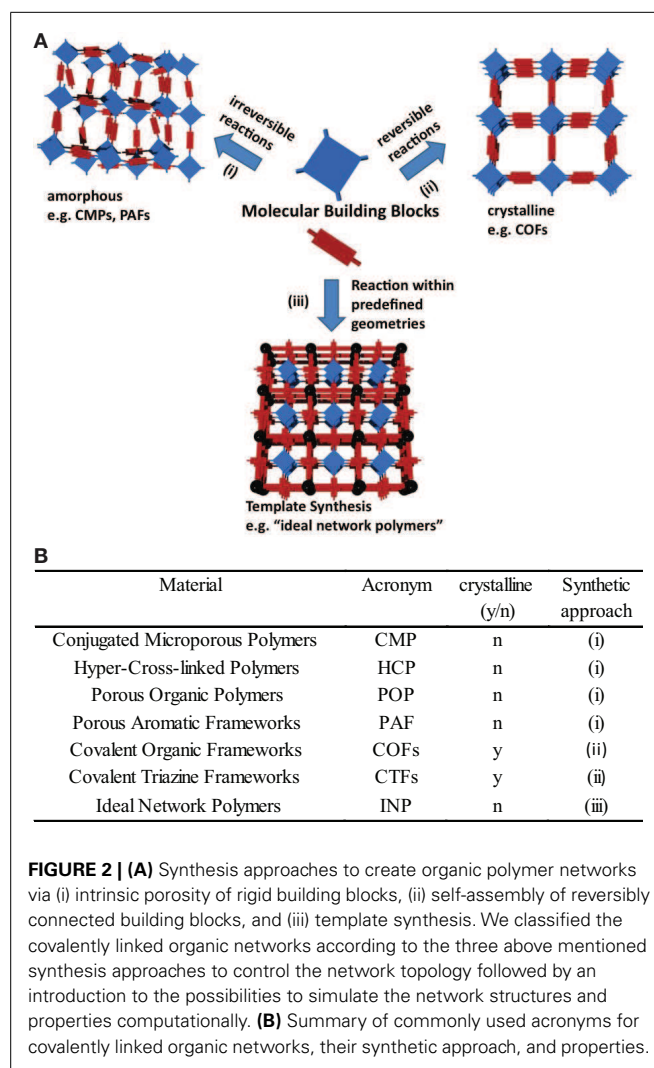 A
irreversible
reactions
(i)
reversible
reactions
(ii)
amorphous
e.g. CMPs, PAFs
Molecular Building Blocks
crystalline
e.g. COFs
(iii)
Reaction within
predefined
geometries
Template Synthesis
e.g. "ideal network polymers"
B
Material Acronym crystalline (y/n) Synthetic approach
Conjugated Microporous Polymers CMP n (i)
Hyper-Cross-linked Polymers HCP n (i)
Porous Organic Polymers POP n (i)
Porous Aromatic Frameworks PAF n (i)
Covalent Organic Frameworks COFs y (ii)
Covalent Triazine Frameworks CTFs y (ii)
Ideal Network Polymers INP n (iii)
FIGURE 2 | (A) Synthesis approaches to create organic polymer networks
via (i) intrinsic porosity of rigid building blocks, (ii) self-assembly of reversibly
connected building blocks, and (iii) template synthesis. We classified the
covalently linked organic networks according to the three above mentioned
synthesis approaches to control the network topology followed by an
introduction to the possibilities to simulate the network structures and
properties computationally. (B) Summary of commonly used acronyms for
covalently linked organic networks, their synthetic approach, and properties.